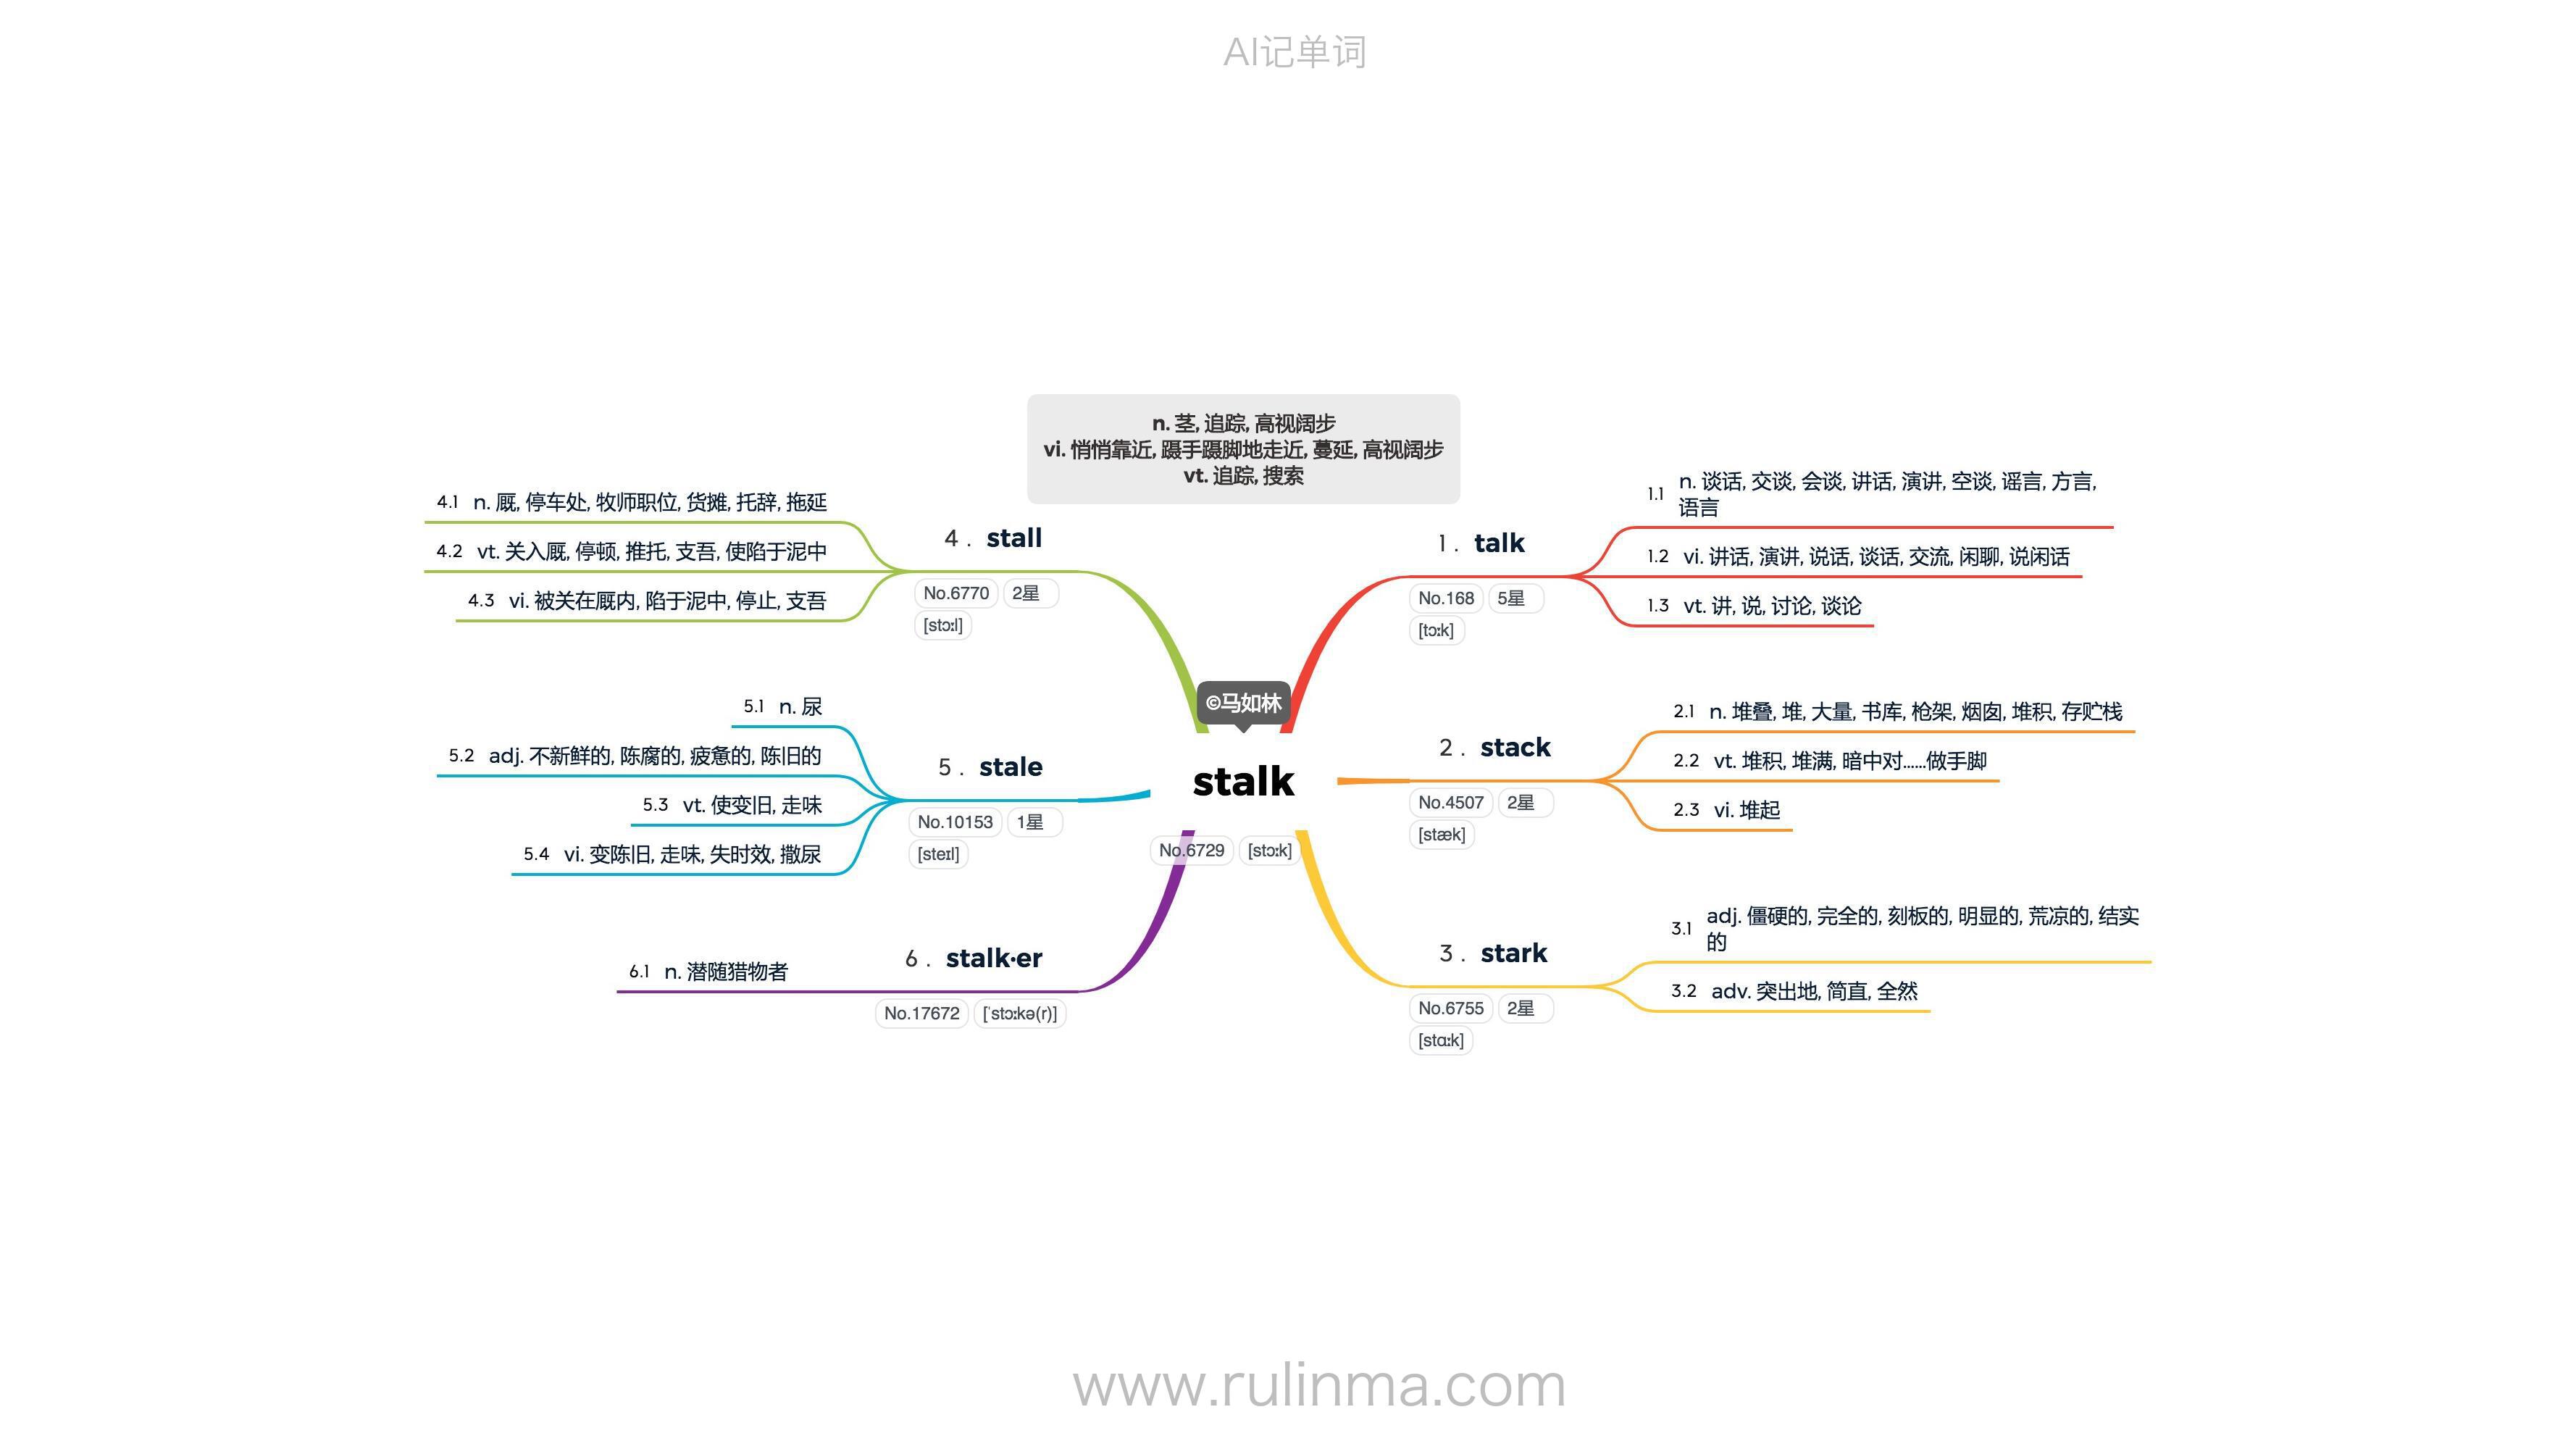 AI记单词
n. 茎, 追踪, 高视阔步
vi. 悄悄靠近, 蹑手蹑脚地走近, 蔓延, 高视阔步
vt. 追踪, 搜索
©马如林
stalk
No.6729 [stɔːk]
1. talk
No.168 5星
[tɔːk]
1.1 n. 谈话, 交谈, 会谈, 讲话, 演讲, 空谈, 谣言, 方言,
语言
1.2 vi. 讲话, 演讲, 说话, 谈话, 交流, 闲聊, 说闲话
1.3 vt. 讲, 说, 讨论, 谈论
2. stack
No.4507 2星
[stæk]
2.1 n. 堆叠, 堆, 大量, 书库, 枪架, 烟囱, 堆积, 存贮栈
2.2 vt. 堆积, 堆满, 暗中对......做手脚
2.3 vi. 堆起
3. stark
No.6755 2星
[stɑːk]
3.1 adj. 僵硬的, 完全的, 刻板的, 明显的, 荒凉的, 结实
的
3.2 adv. 突出地, 简直, 全然
4. stall
No.6770 2星
[stɔːl]
4.1 n. 厩, 停车处, 牧师职位, 货摊, 托辞, 拖延
4.2 vt. 关入厩, 停顿, 推托, 支吾, 使陷于泥中
4.3 vi. 被关在厩内, 陷于泥中, 停止, 支吾
5. stale
No.10153 1星
[steɪl]
5.1 n. 尿
5.2 adj. 不新鲜的, 陈腐的, 疲惫的, 陈旧的
5.3 vt. 使变旧, 走味
5.4 vi. 变陈旧, 走味, 失时效, 撒尿
6. stalk·er
No.17672 [ˈstɔːkə(r)]
6.1 n. 潜随猎物者
www.rulinma.com